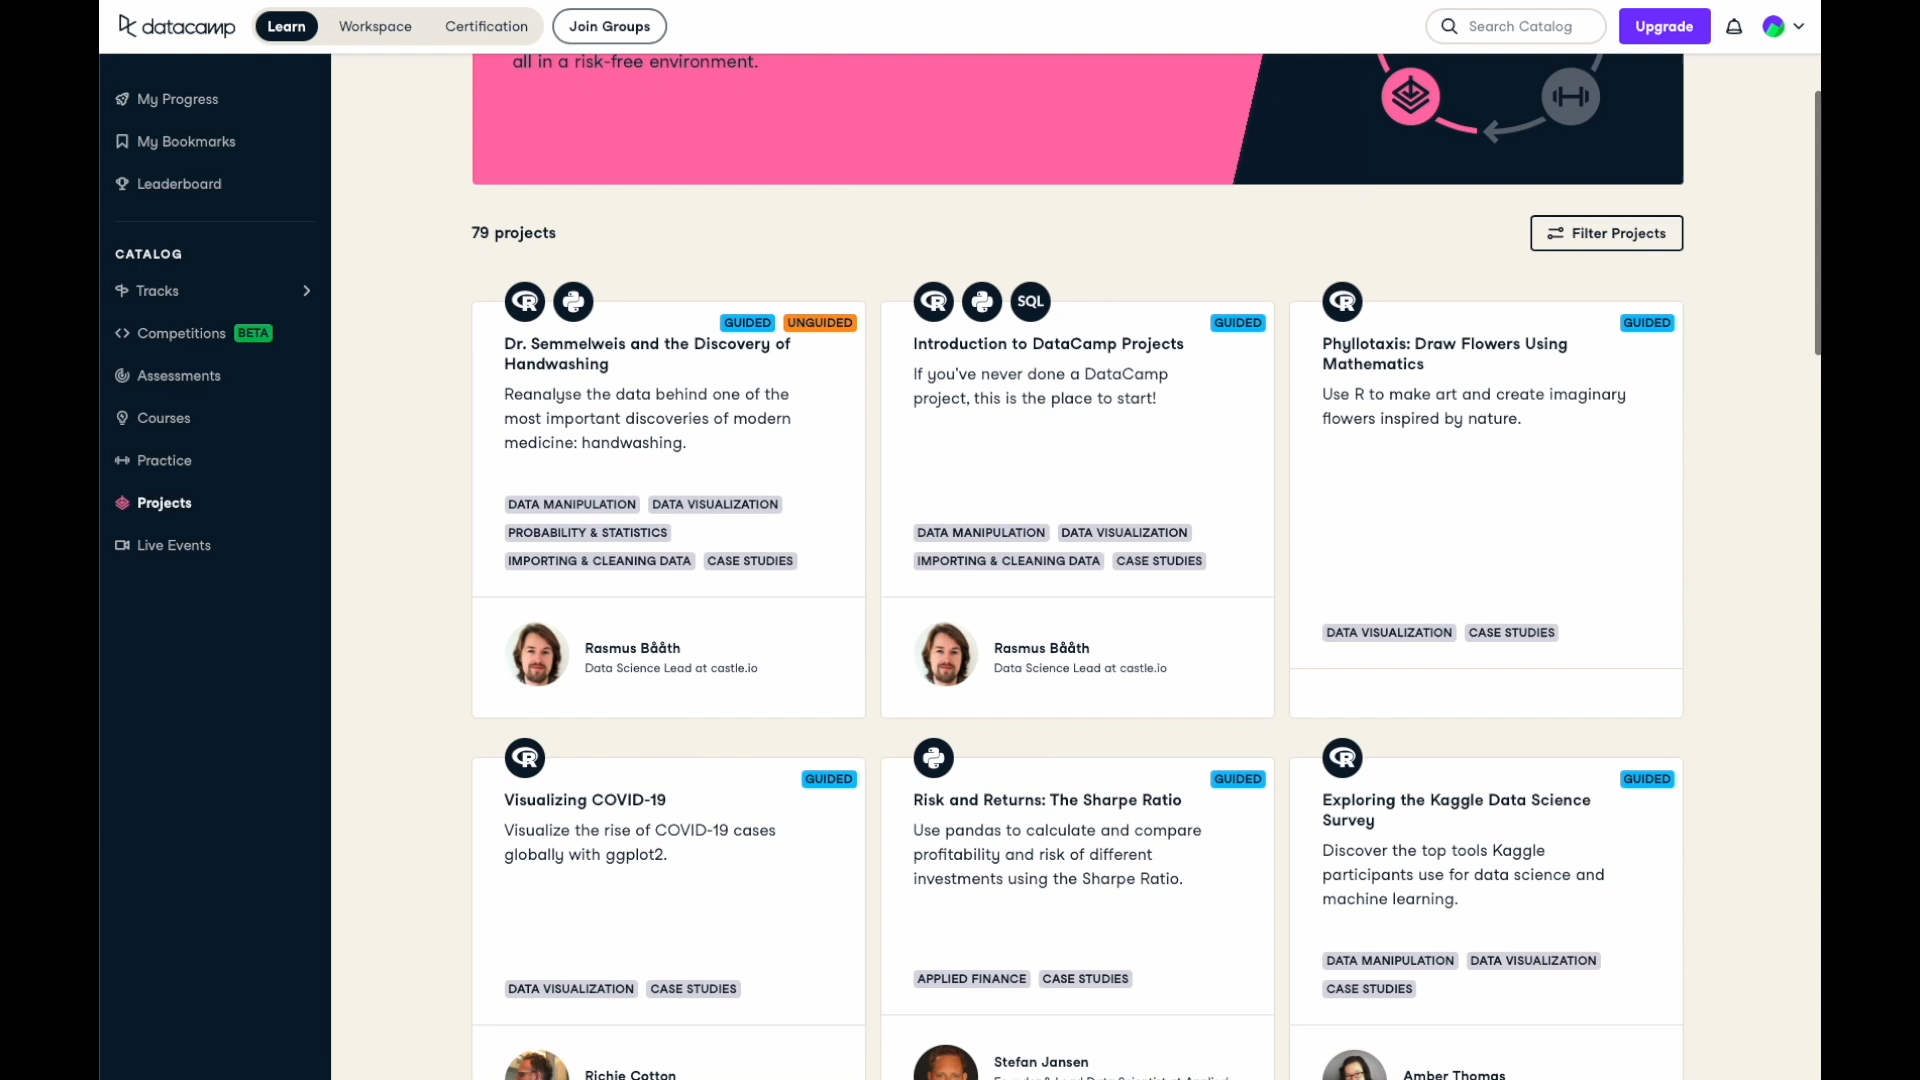 datacamp
Learn
Workspace
Certification
Join Groups
Search Catalog
Upgrade
My Progress
My Bookmarks
Leaderboard
CATALOG
Tracks
Competitions BETA
Assessments
Courses
Practice
Projects
Live Events
all in a risk-free environment.
79 projects
Filter Projects
GUIDED UNGUIDED
Dr. Semmelweis and the Discovery of
Handwashing
Reanalyse the data behind one of the
most important discoveries of modern
medicine: handwashing.
DATA MANIPULATION DATA VISUALIZATION
PROBABILITY & STATISTICS
IMPORTING & CLEANING DATA CASE STUDIES
Rasmus Bååth
Data Science Lead at castle.io
SQL
GUIDED
Introduction to DataCamp Projects
If you've never done a DataCamp
project, this is the place to start!
DATA MANIPULATION DATA VISUALIZATION
IMPORTING & CLEANING DATA CASE STUDIES
Rasmus Bååth
Data Science Lead at castle.io
GUIDED
Phyllotaxis: Draw Flowers Using
Mathematics
Use R to make art and create imaginary
flowers inspired by nature.
DATA VISUALIZATION CASE STUDIES
GUIDED
Visualizing COVID-19
Visualize the rise of COVID-19 cases
globally with ggplot2.
DATA VISUALIZATION CASE STUDIES
Richie Cotton
GUIDED
Risk and Returns: The Sharpe Ratio
Use pandas to calculate and compare
profitability and risk of different
investments using the Sharpe Ratio.
APPLIED FINANCE CASE STUDIES
Stefan Jansen
GUIDED
Exploring the Kaggle Data Science
Survey
Discover the top tools Kaggle
participants use for data science and
machine learning.
DATA MANIPULATION DATA VISUALIZATION
CASE STUDIES
Amber Thomas